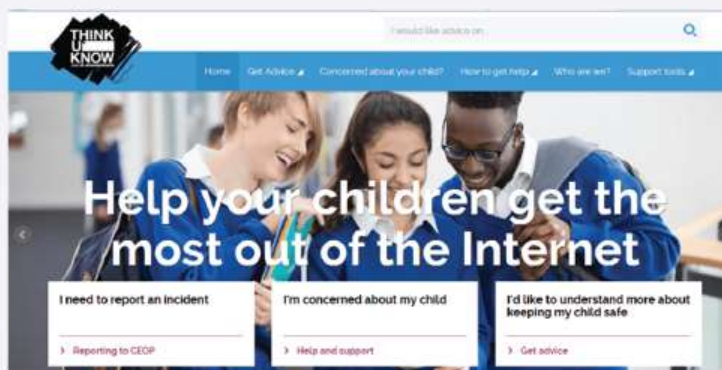 THINK
U
KNOW
I would like advice on...
Home Get Advice Concerned about your child? How to get help Who are we? Support tools
Help your children get the
most out of the Internet
I need to report an incident
Reporting to CEOP
I'm concerned about my child
Help and support
I'd like to understand more about
keeping my child safe
Get advice